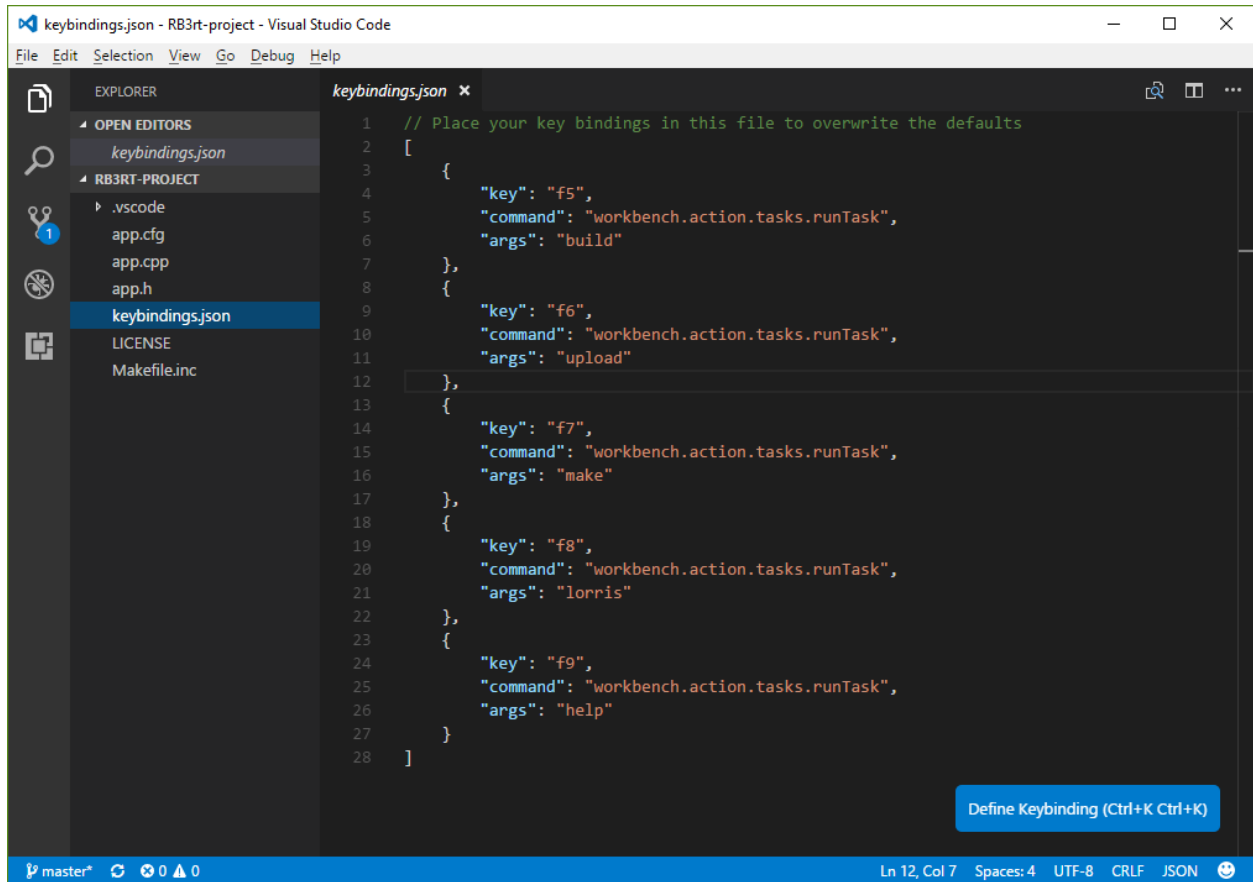 keybindings.json - RB3rt-project - Visual Studio Code
File Edit Selection View Go Debug Help
EXPLORER
OPEN EDITORS
keybindings.json
RB3RT-PROJECT
.vscode
app.cfg
app.cpp
app.h
keybindings.json
LICENSE
Makefile.inc
1
keybindings.json
1 // Place your key bindings in this file to overwrite the defaults
2 [
3 {
4 "key": "f5",
5 "command": "workbench.action.tasks.runTask",
6 "args": "build"
7 },
8 {
9 "key": "f6",
10 "command": "workbench.action.tasks.runTask",
11 "args": "upload"
12 },
13 {
14 "key": "f7",
15 "command": "workbench.action.tasks.runTask",
16 "args": "make"
17 },
18 {
19 "key": "f8",
20 "command": "workbench.action.tasks.runTask",
21 "args": "lorris"
22 },
23 {
24 "key": "f9",
25 "command": "workbench.action.tasks.runTask",
26 "args": "help"
27 }
28 ]
Define Keybinding (Ctrl+K Ctrl+K)
master* 0 0 Ln 12, Col 7 Spaces: 4 UTF-8 CRLF JSON